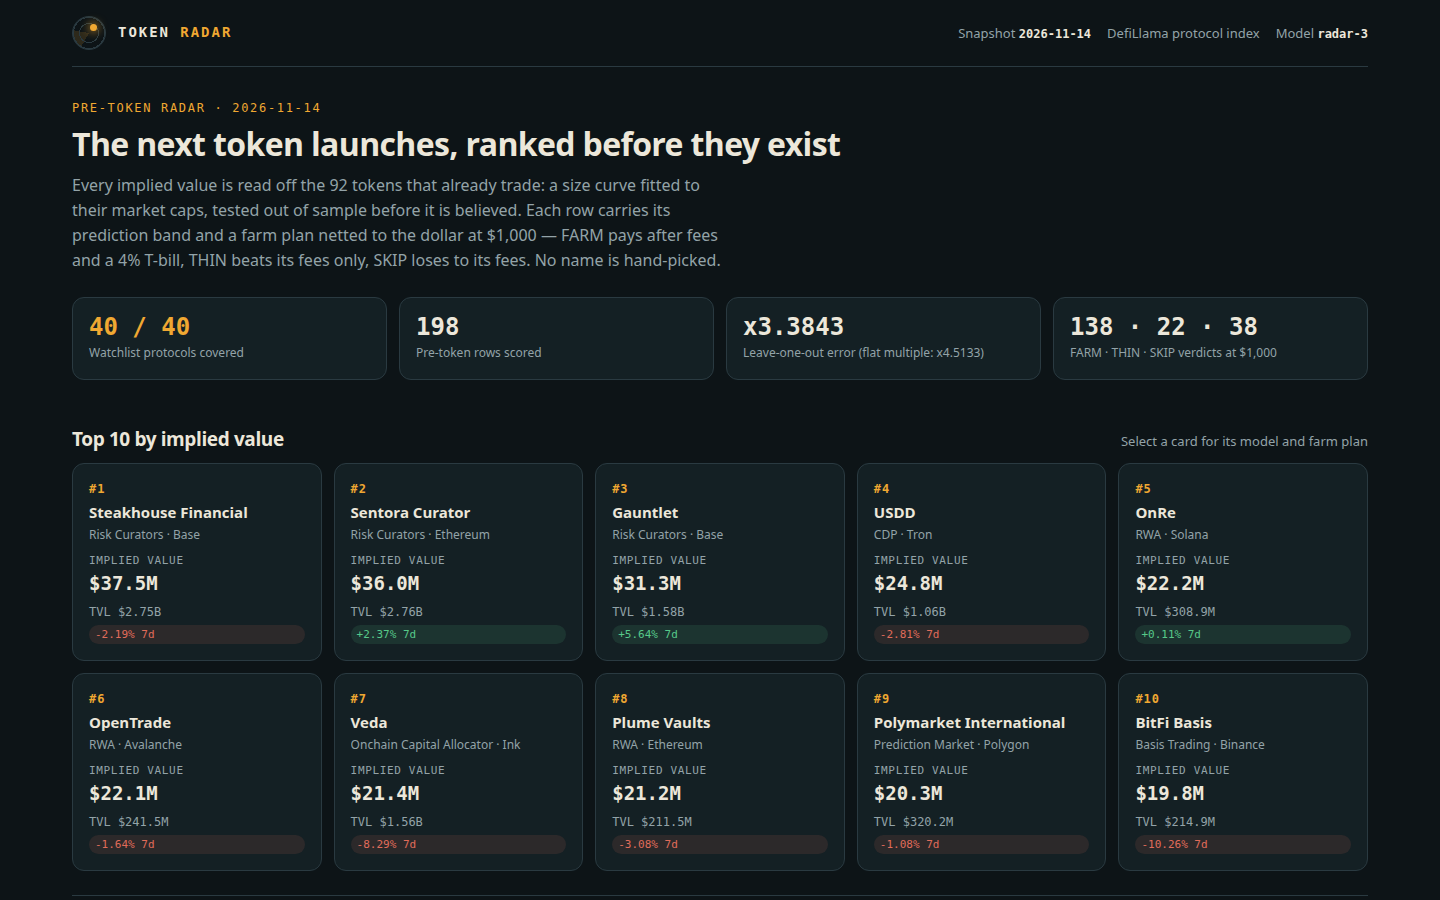 TOKEN RADAR
Snapshot 2026-11-14 DefiLlama protocol index Model radar-3
PRE-TOKEN RADAR · 2026-11-14
The next token launches, ranked before they exist
Every implied value is read off the 92 tokens that already trade: a size curve fitted to
their market caps, tested out of sample before it is believed. Each row carries its
prediction band and a farm plan netted to the dollar at $1,000 — FARM pays after fees
and a 4% T-bill, THIN beats its fees only, SKIP loses to its fees. No name is hand-picked.
40 / 40
Watchlist protocols covered
198
Pre-token rows scored
x3.3843
Leave-one-out error (flat multiple: x4.5133)
138 · 22 · 38
FARM · THIN · SKIP verdicts at $1,000
Top 10 by implied value
Select a card for its model and farm plan
#1
Steakhouse Financial
Risk Curators · Base
IMPLIED VALUE
$37.5M
TVL $2.75B
-2.19% 7d
#2
Sentora Curator
Risk Curators · Ethereum
IMPLIED VALUE
$36.0M
TVL $2.76B
+2.37% 7d
#3
Gauntlet
Risk Curators · Base
IMPLIED VALUE
$31.3M
TVL $1.58B
+5.64% 7d
#4
USDD
CDP · Tron
IMPLIED VALUE
$24.8M
TVL $1.06B
-2.81% 7d
#5
OnRe
RWA · Solana
IMPLIED VALUE
$22.2M
TVL $308.9M
+0.11% 7d
#6
OpenTrade
RWA · Avalanche
IMPLIED VALUE
$22.1M
TVL $241.5M
-1.64% 7d
#7
Veda
Onchain Capital Allocator · Ink
IMPLIED VALUE
$21.4M
TVL $1.56B
-8.29% 7d
#8
Plume Vaults
RWA · Ethereum
IMPLIED VALUE
$21.2M
TVL $211.5M
-3.08% 7d
#9
Polymarket International
Prediction Market · Polygon
IMPLIED VALUE
$20.3M
TVL $320.2M
-1.08% 7d
#10
BitFi Basis
Basis Trading · Binance
IMPLIED VALUE
$19.8M
TVL $214.9M
-10.26% 7d